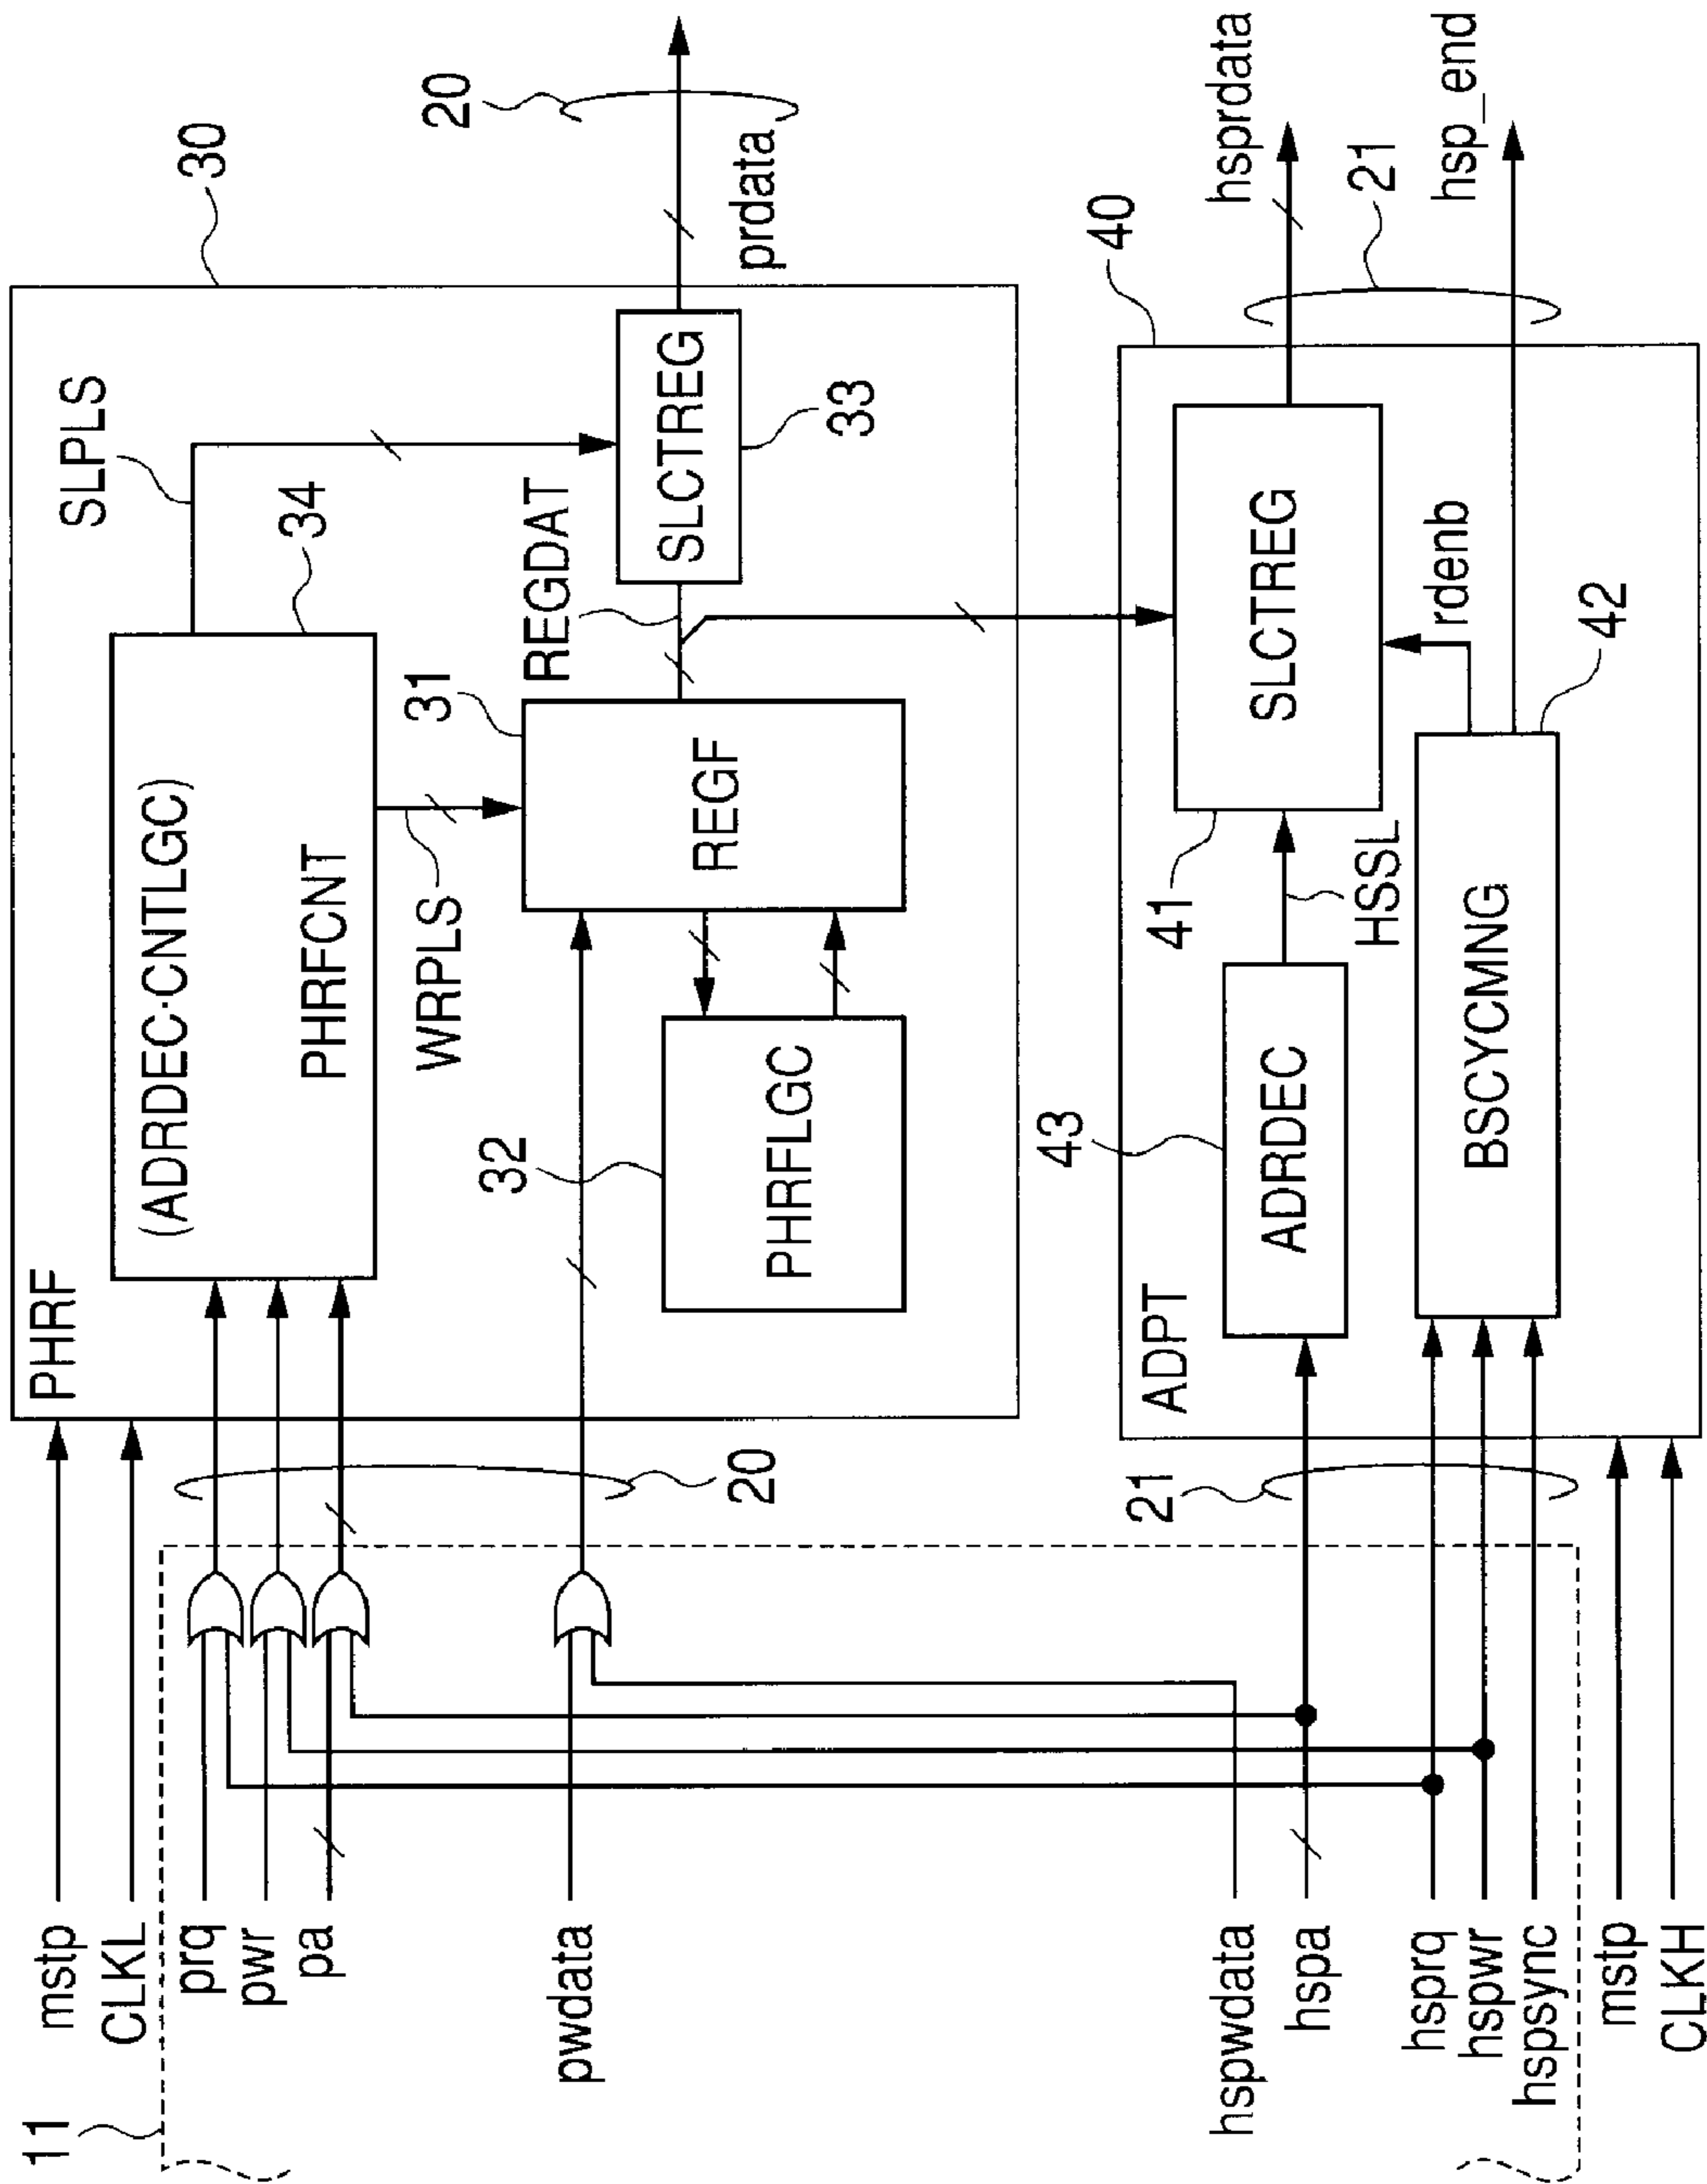 11
mstp
CLKL
prq
pwr
pa
pwdata
hspwdata
hspa
hsprq
hspwr
hspsync
mstp
CLKH
20
21
PHRF
30
(ADRDEC·CNTLGC)
PHRFCNT
34
SLPLS
WRPLS
31
REGF
32
PHRFLGC
REGDAT
SLCTREG
33
20
prdata
ADPT
40
43
ADRDEC
HSSL
41
SLCTREG
rdenb
BSCYCMNG
42
hsprdata
21
hsp_end